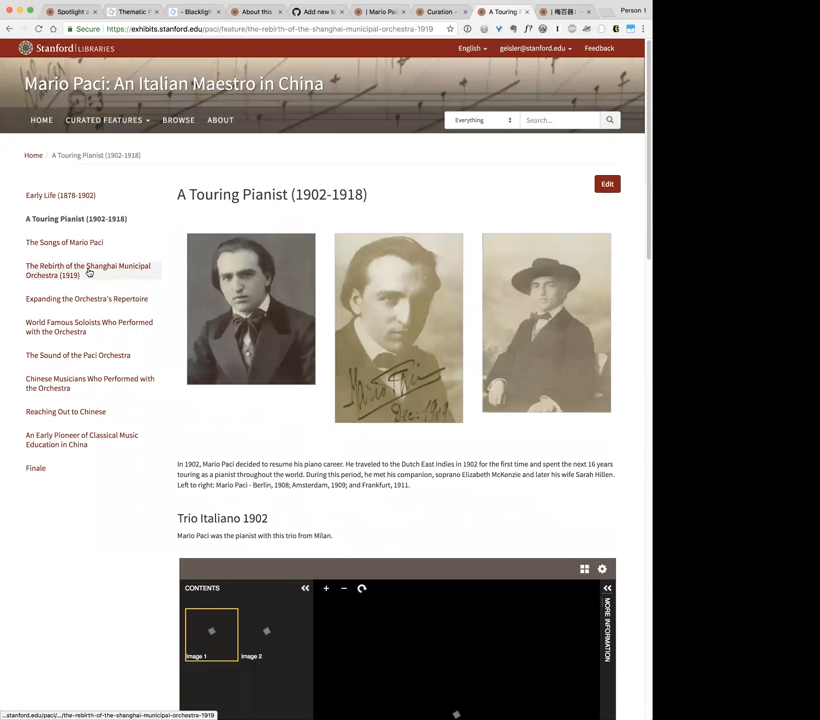 Spotlight a
Thematic P
- Blacklight
About this
Add new In
| Mario Pac
Curation -
A Touring P
| 梅百器:
Person 1
Secure
https://exhibits.stanford.edu/paci/feature/the-rebirth-of-the-shanghai-municipal-orchestra-1919
Stanford LIBRARIES
English
geisler@stanford.edu
Feedback
Mario Paci: An Italian Maestro in China
HOME
CURATED FEATURES
BROWSE
ABOUT
Everything
Search...
Home / A Touring Pianist (1902-1918)
Early Life (1878-1902)
A Touring Pianist (1902-1918)
The Songs of Mario Paci
The Rebirth of the Shanghai Municipal
Orchestra (1919)
Expanding the Orchestra's Repertoire
World Famous Soloists Who Performed
with the Orchestra
The Sound of the Paci Orchestra
Chinese Musicians Who Performed with the
Orchestra
Reaching Out to Chinese
An Early Pioneer of Classical Music
Education in China
Finale
A Touring Pianist (1902-1918)
Edit
Mario Paci
In 1902, Mario Paci decided to resume his piano career. He traveled to the Dutch East Indies in 1902 for the first time and spent the next 16 years
touring as a pianist throughout the world. During this period, he met his companion, soprano Elizabeth McKenzie and later his wife Sarah Hillen.
Left to right: Mario Paci - Berlin, 1908; Amsterdam, 1909; and Frankfurt, 1911.
Trio Italiano 1902
Mario Paci was the pianist with this trio from Milan.
CONTENTS
Image 1
Image 2
MORE INFORMATION
...stanford.edu/paci/.../the-rebirth-of-the-shanghai-municipal-orchestra-1919